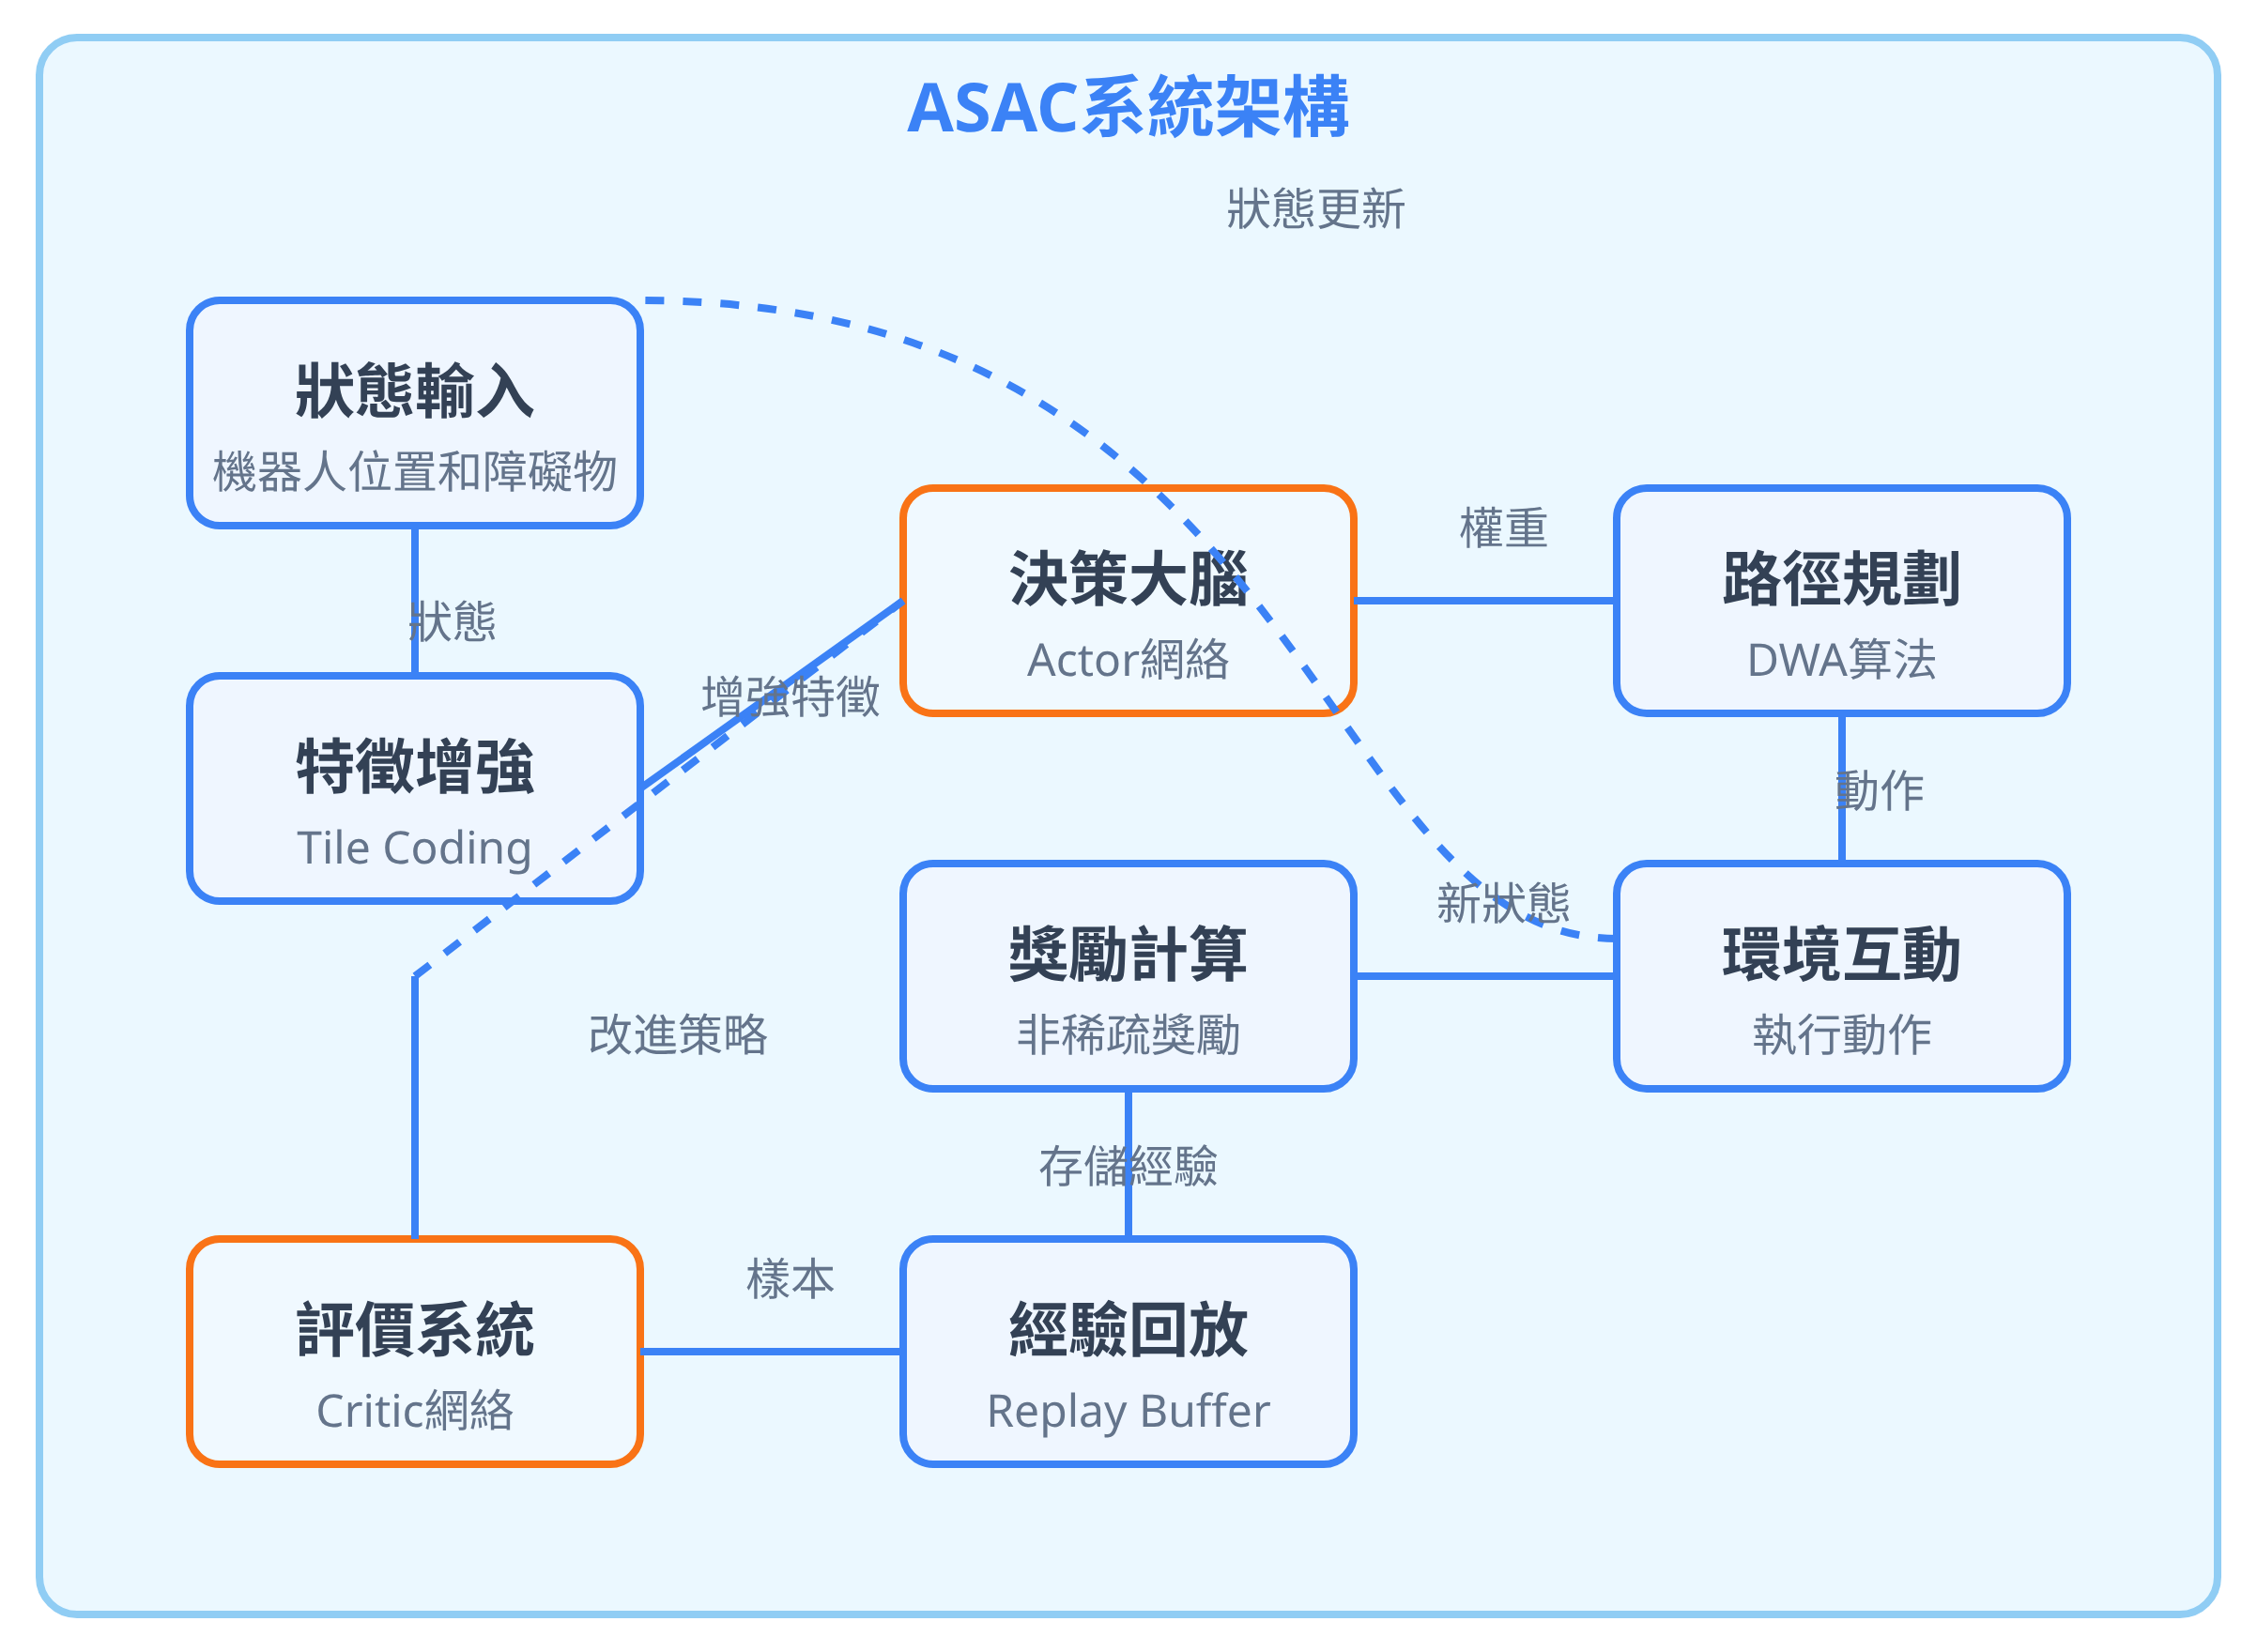 ASAC系統架構
狀態更新
狀態輸入
機器人位置和障礙物
狀態
特徵增強
Tile Coding
增強特徵
決策大腦
Actor網絡
權重
路徑規劃
DWA算法
動作
新狀態
獎勵計算
非稀疏獎勵
環境互動
執行動作
改進策略
存儲經驗
評價系統
Critic網絡
樣本
經驗回放
Replay Buffer